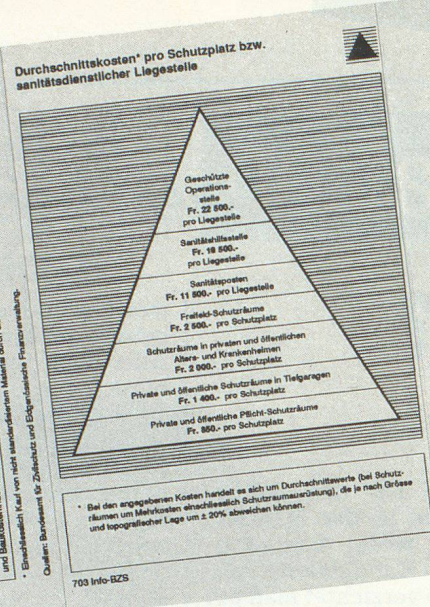 Durchschnittskosten* pro Schutzplatz bzw.
sanitätsdienstlicher Liegestelle
Geschützte
Operations-
stelle
Fr. 22 500.-
pro Liegestelle
Sanitätshilfsstelle
Fr. 18 500.-
pro Liegestelle
Sanitätsposten
Fr. 11 500.- pro Liegestelle
Freifeld-Schutzräume
Fr. 2 500.- pro Schutzplatz
Schutzräume in privaten und öffentlichen
Alters- und Krankenheimen
Fr. 2 000.- pro Schutzplatz
Private und öffentliche Schutzräume in Tiefgaragen
Fr. 1 400.- pro Schutzplatz
Private und öffentliche Pflicht-Schutzräume
Fr. 850.- pro Schutzplatz
* Bei den angegebenen Kosten handelt es sich um Durchschnittswerte (bei Schutz-
räumen um Mehrkosten einschliesslich Schutzraumausrüstung), die je nach Grösse
und topografischer Lage um ± 20% abweichen können.
703 Info-BZS
* Einschliesslich Kauf von nicht standardisiertem Material durch
Quellen: Bundesamt für Zivilschutz und Eidgenössische Finanzverwaltung.